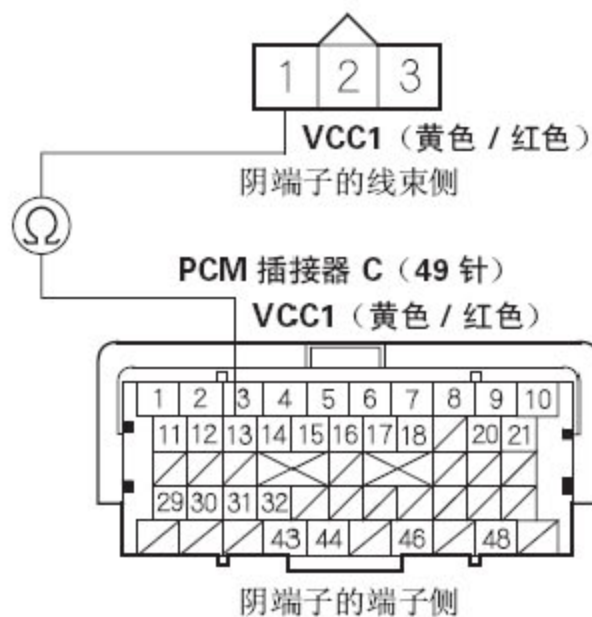 1 2 3
VCC1（黄色 / 红色）
阴端子的线束侧
Ω
PCM 插接器 C（49 针）
VCC1（黄色 / 红色）
1 2 3 4 5 6 7 8 9 10
11 12 13 14 15 16 17 18 20 21
29 30 31 32
43 44 46 48
阴端子的端子侧